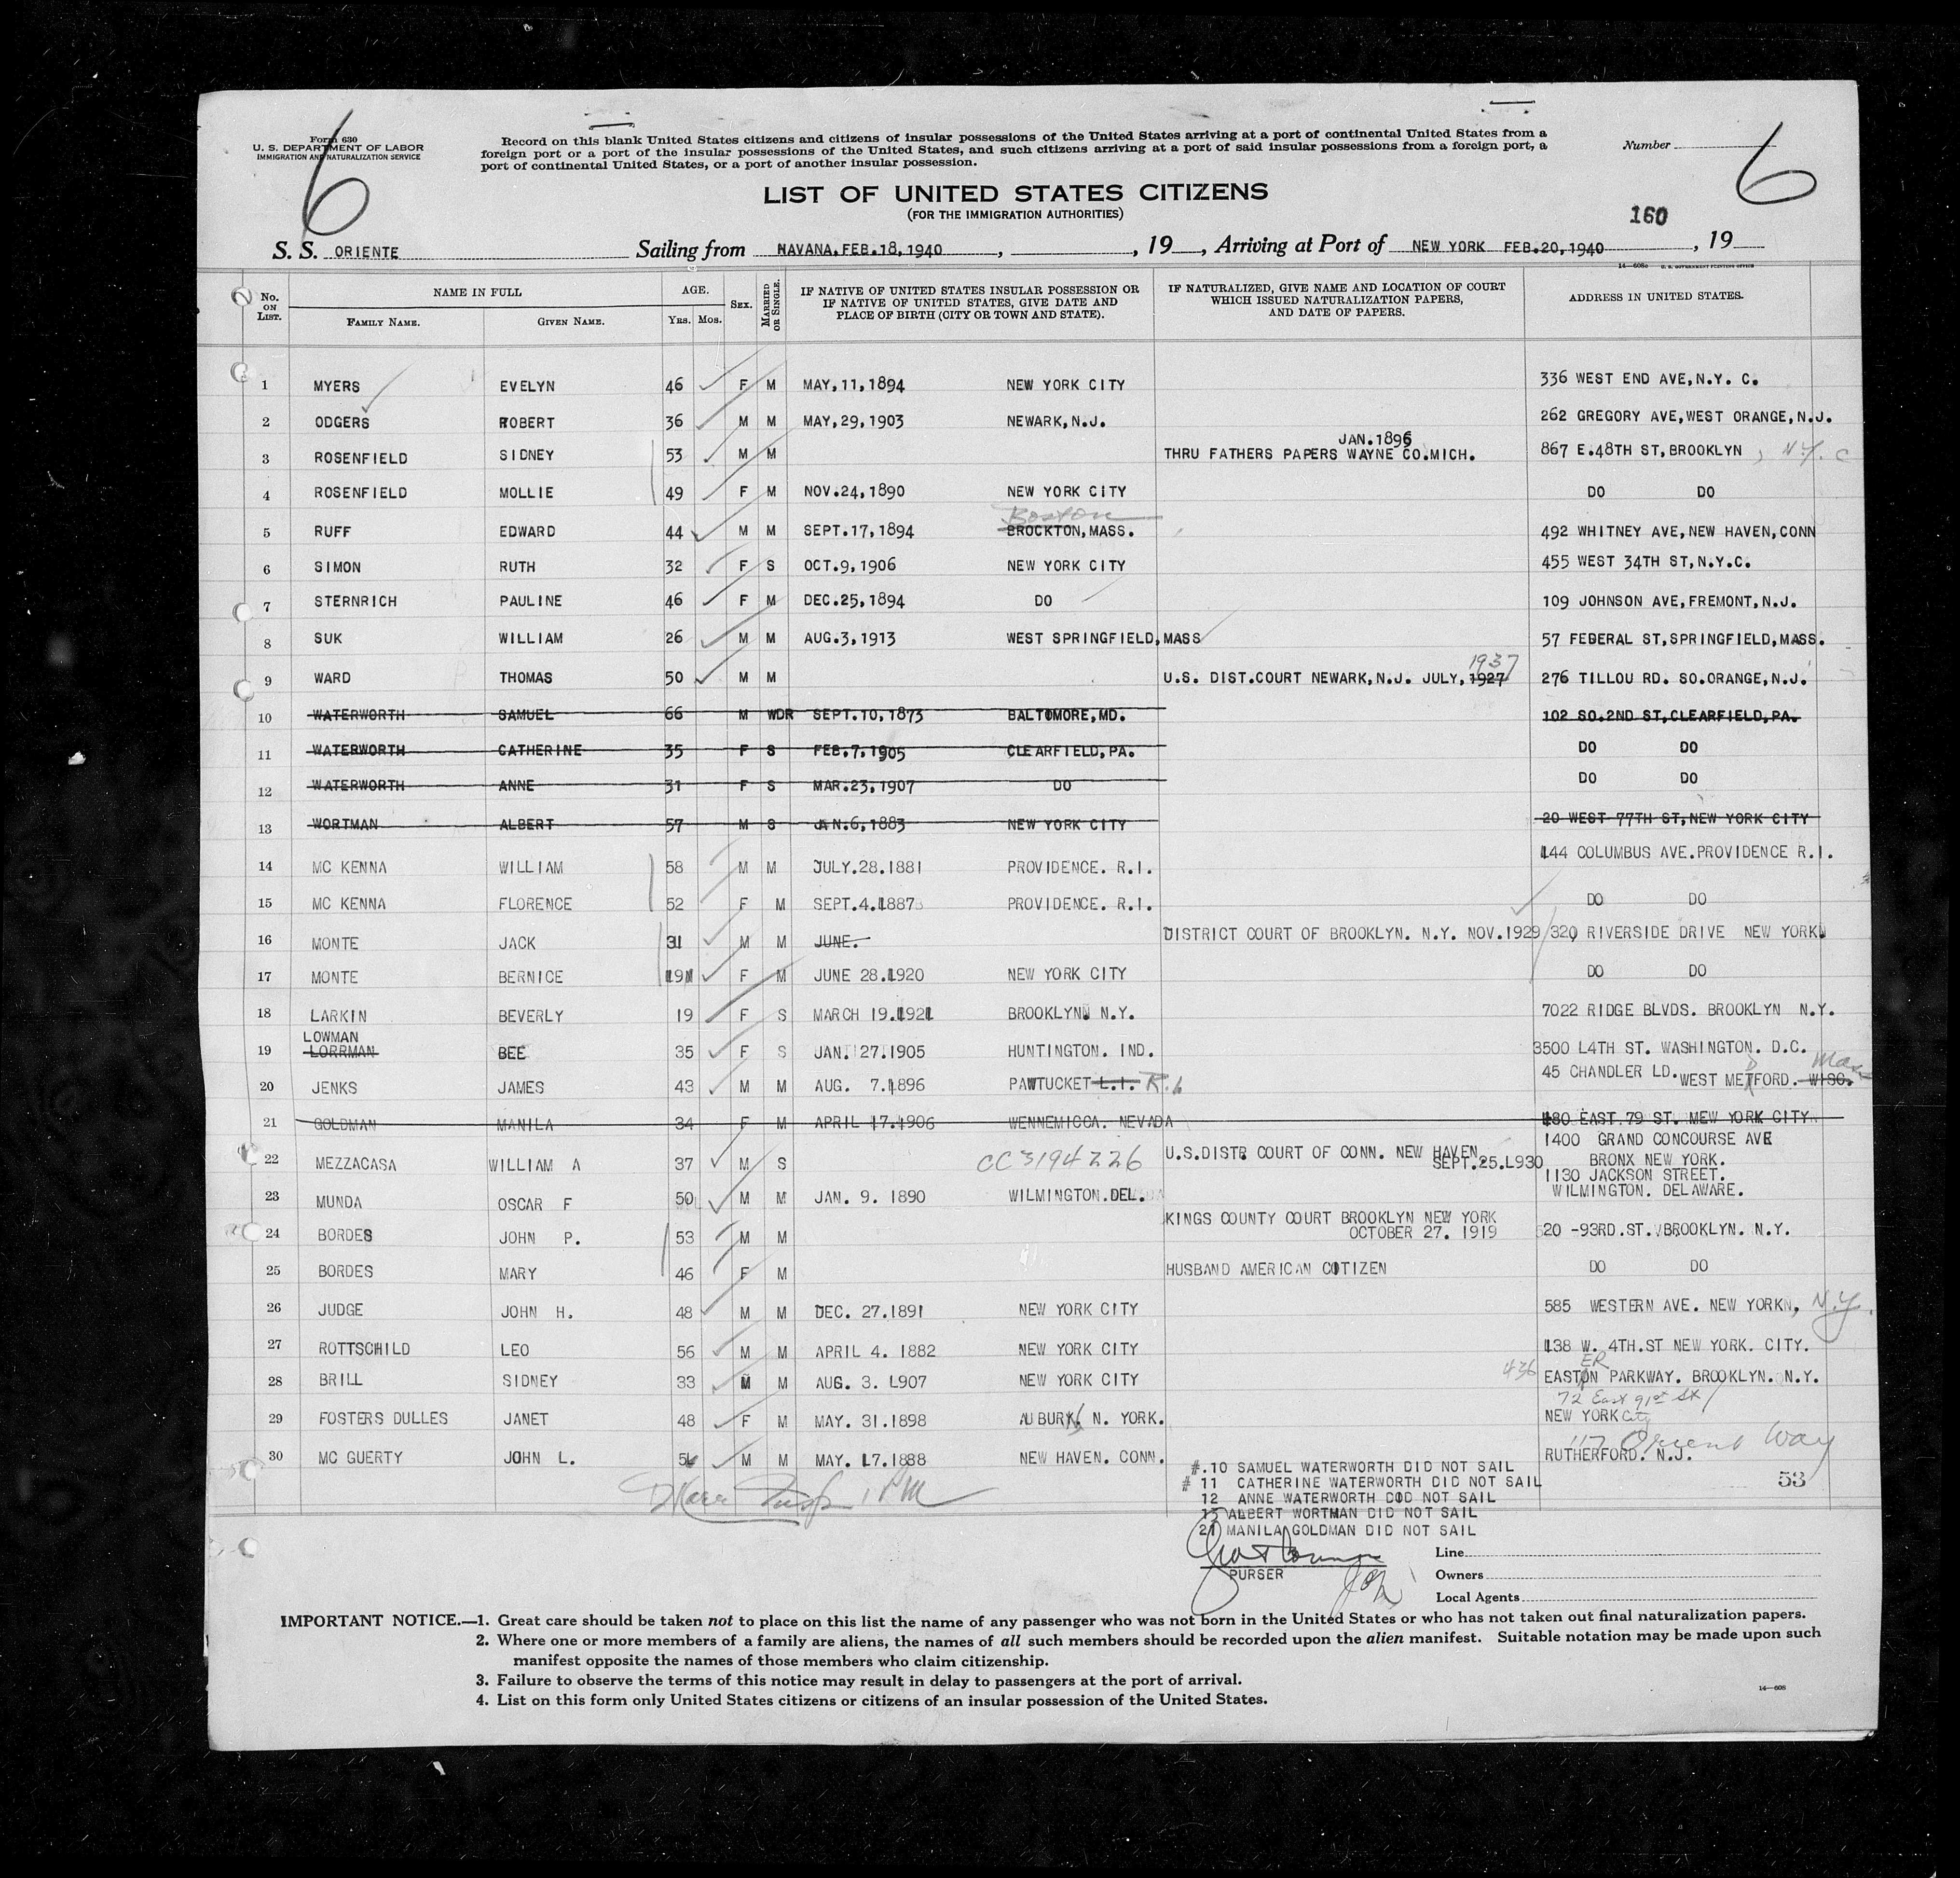 6
6
Form 630
U. S. DEPARTMENT OF LABOR
IMMIGRATION AND NATURALIZATION SERVICE
Record on this blank United States citizens and citizens of insular possessions of the United States arriving at a port of continental United States from a
foreign port or a port of the insular possessions of the United States, and such citizens arriving at a port of said insular possessions from a foreign port, a
port of continental United States, or a port of another insular possession.
Number
LIST OF UNITED STATES CITIZENS
(FOR THE IMMIGRATION AUTHORITIES)
160
S. S. ORIENTE Sailing from HAVANA, FEB.18,1940, , 19 , Arriving at Port of NEW YORK FEB.20,1940 , 19
14—608c U. S. GOVERNMENT PRINTING OFFICE
No. ON LIST. NAME IN FULL AGE. SEX. MARRIED OR SINGLE. IF NATIVE OF UNITED STATES INSULAR POSSESSION OR IF NATIVE OF UNITED STATES, GIVE DATE AND PLACE OF BIRTH (CITY OR TOWN AND STATE). IF NATURALIZED, GIVE NAME AND LOCATION OF COURT WHICH ISSUED NATURALIZATION PAPERS, AND DATE OF PAPERS. ADDRESS IN UNITED STATES.
FAMILY NAME. GIVEN NAME. YRS. MOS.
1 MYERS EVELYN 46 F M MAY,11,1894 NEW YORK CITY 336 WEST END AVE,N.Y. C.
2 ODGERS ROBERT 36 M M MAY,29,1903 NEWARK,N.J. 262 GREGORY AVE,WEST ORANGE,N.J.
JAN.1896
3 ROSENFIELD SIDNEY 53 M M THRU FATHERS PAPERS WAYNE CO.MICH. 867 E.48TH ST,BROOKLYN , N.Y. C
4 ROSENFIELD MOLLIE 49 F M NOV.24,1890 NEW YORK CITY DO DO
Boston
5 RUFF EDWARD 44 M M SEPT.17,1894 BROCKTON,MASS. 492 WHITNEY AVE,NEW HAVEN,CONN
6 SIMON RUTH 32 F S OCT.9,1906 NEW YORK CITY 455 WEST 34TH ST,N.Y.C.
7 STERNRICH PAULINE 46 F M DEC.25,1894 DO 109 JOHNSON AVE,FREMONT,N.J.
8 SUK WILLIAM 26 M M AUG.3,1913 WEST SPRINGFIELD,MASS 57 FEDERAL ST,SPRINGFIELD,MASS.
1937
9 WARD THOMAS 50 M M U.S. DIST.COURT NEWARK,N.J. JULY,1927 276 TILLOU RD. SO.ORANGE,N.J.
10 WATERWORTH SAMUEL 66 M WDR SEPT.10,1873 BALTIMORE,MD. 102 SO.2ND ST,CLEARFIELD,PA.
11 WATERWORTH CATHERINE 35 F S FEB.7,1905 CLEARFIELD,PA. DO DO
12 WATERWORTH ANNE 31 F S MAR.23,1907 DO DO DO
13 WORTMAN ALBERT 57 M S JAN.6,1883 NEW YORK CITY 20 WEST 77TH ST,NEW YORK CITY
14 MC KENNA WILLIAM 58 M M JULY.28.1881 PROVIDENCE. R.I. 144 COLUMBUS AVE.PROVIDENCE R.I.
15 MC KENNA FLORENCE 52 F M SEPT.4.1887 PROVIDENCE. R.I. DO DO
16 MONTE JACK 31 M M JUNE. DISTRICT COURT OF BROOKLYN. N.Y. NOV.1929 320 RIVERSIDE DRIVE NEW YORK
17 MONTE BERNICE 19 F M JUNE 28.1920 NEW YORK CITY DO DO
18 LARKIN BEVERLY 19 F S MARCH 19.1921 BROOKLYN. N.Y. 7022 RIDGE BLVDS. BROOKLYN N.Y.
LOWMAN
19 LORRMAN BEE 35 F S JAN. 27.1905 HUNTINGTON. IND. 3500 L4TH ST. WASHINGTON. D.C.
Mass
20 JENKS JAMES 43 M M AUG. 7.1896 PAWTUCKET L.I. R.I. 45 CHANDLER LD.WEST METFORD. WISC.
21 GOLDMAN MANILA 34 F M APRIL 17.1906 WENNEMICCA. NEVADA 480 EAST 79 ST. MEW YORK CITY
22 MEZZACASA WILLIAM A 37 M S CC3194226 U.S.DISTR COURT OF CONN. NEW HAVEN SEPT.25.L930 1400 GRAND CONCOURSE AVE
BRONX NEW YORK.
23 MUNDA OSCAR F 50 M M JAN. 9. 1890 WILMINGTON.DEL. 1130 JACKSON STREET.
WILMINGTON. DELAWARE.
24 BORDES JOHN P. 53 M M KINGS COUNTY COURT BROOKLYN NEW YORK
OCTOBER 27. 1919 620 -93RD.ST. BROOKLYN. N.Y.
25 BORDES MARY 46 F M HUSBAND AMERICAN COTIZEN DO DO
26 JUDGE JOHN H. 48 M M DEC. 27.1891 NEW YORK CITY 585 WESTERN AVE. NEW YORK, N.Y.
27 ROTTSCHILD LEO 56 M M APRIL 4. 1882 NEW YORK CITY 138 W. 4TH.ST NEW YORK. CITY.
ER
28 BRILL SIDNEY 33 M M AUG. 3. L907 NEW YORK CITY 436 EASTON PARKWAY. BROOKLYN. N.Y.
72 East 91st St
29 FOSTERS DULLES JANET 48 F M MAY. 31.1898 AUBURN. N. YORK. NEW YORK City
117 Orient Way
30 MC GUERTY JOHN L. 51 M M MAY. L7.1888 NEW HAVEN. CONN. RUTHERFORD. N.J.
#.10 SAMUEL WATERWORTH DID NOT SAIL
# 11 CATHERINE WATERWORTH DID NOT SAIL
53
12 ANNE WATERWORTH DOD NOT SAIL
13 ALBERT WORTMAN DID NOT SAIL
21 MANILA GOLDMAN DID NOT SAIL
PURSER
Line
Owners
Local Agents
IMPORTANT NOTICE.—1. Great care should be taken not to place on this list the name of any passenger who was not born in the United States or who has not taken out final naturalization papers.
2. Where one or more members of a family are aliens, the names of all such members should be recorded upon the alien manifest. Suitable notation may be made upon such
manifest opposite the names of those members who claim citizenship.
3. Failure to observe the terms of this notice may result in delay to passengers at the port of arrival.
4. List on this form only United States citizens or citizens of an insular possession of the United States.
14—608